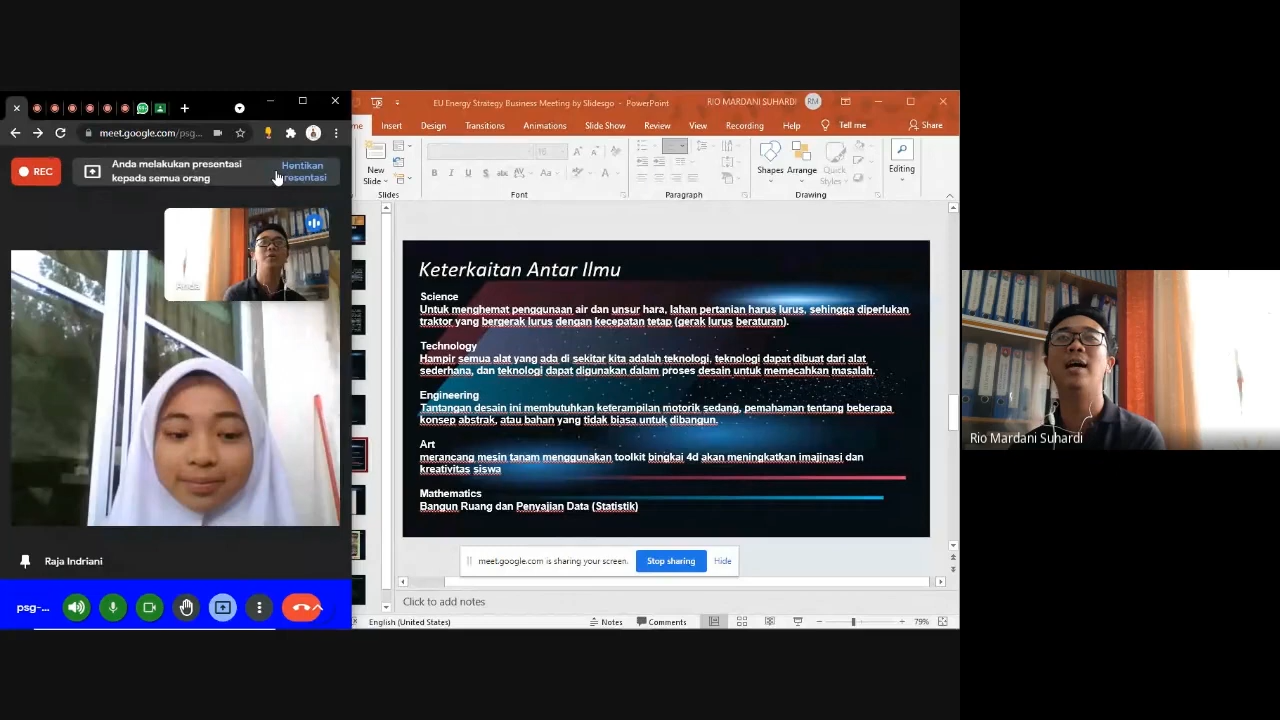 meet.google.com/psg...
REC
Anda melakukan presentasi
kepada semua orang
Hentikan
presentasi
Anda
Raja Indriani
psg-...
EU Energy Strategy Business Meeting by Slidesgo - PowerPoint
RIO MARDANI SUHARDI
RM
Insert Design Transitions Animations Slide Show Review View Recording Help Tell me Share
New
Slide
Slides
16
Font
Paragraph
Shapes Arrange Quick
Styles
Drawing
Editing
Keterkaitan Antar Ilmu
Science
Untuk menghemat penggunaan air dan unsur hara, lahan pertanian harus lurus, sehingga diperlukan
traktor yang bergerak lurus dengan kecepatan tetap (gerak lurus beraturan).
Technology
Hampir semua alat yang ada di sekitar kita adalah teknologi, teknologi dapat dibuat dari alat
sederhana, dan teknologi dapat digunakan dalam proses desain untuk memecahkan masalah.
Engineering
Tantangan desain ini membutuhkan keterampilan motorik sedang, pemahaman tentang beberapa
konsep abstrak, atau bahan yang tidak biasa untuk dibangun.
Art
merancang mesin tanam menggunakan toolkit bingkai 4d akan meningkatkan imajinasi dan
kreativitas siswa
Mathematics
Bangun Ruang dan Penyajian Data (Statistik)
meet.google.com is sharing your screen.
Stop sharing
Hide
Click to add notes
English (United States)
Notes
Comments
79%
Rio Mardani Suhardi